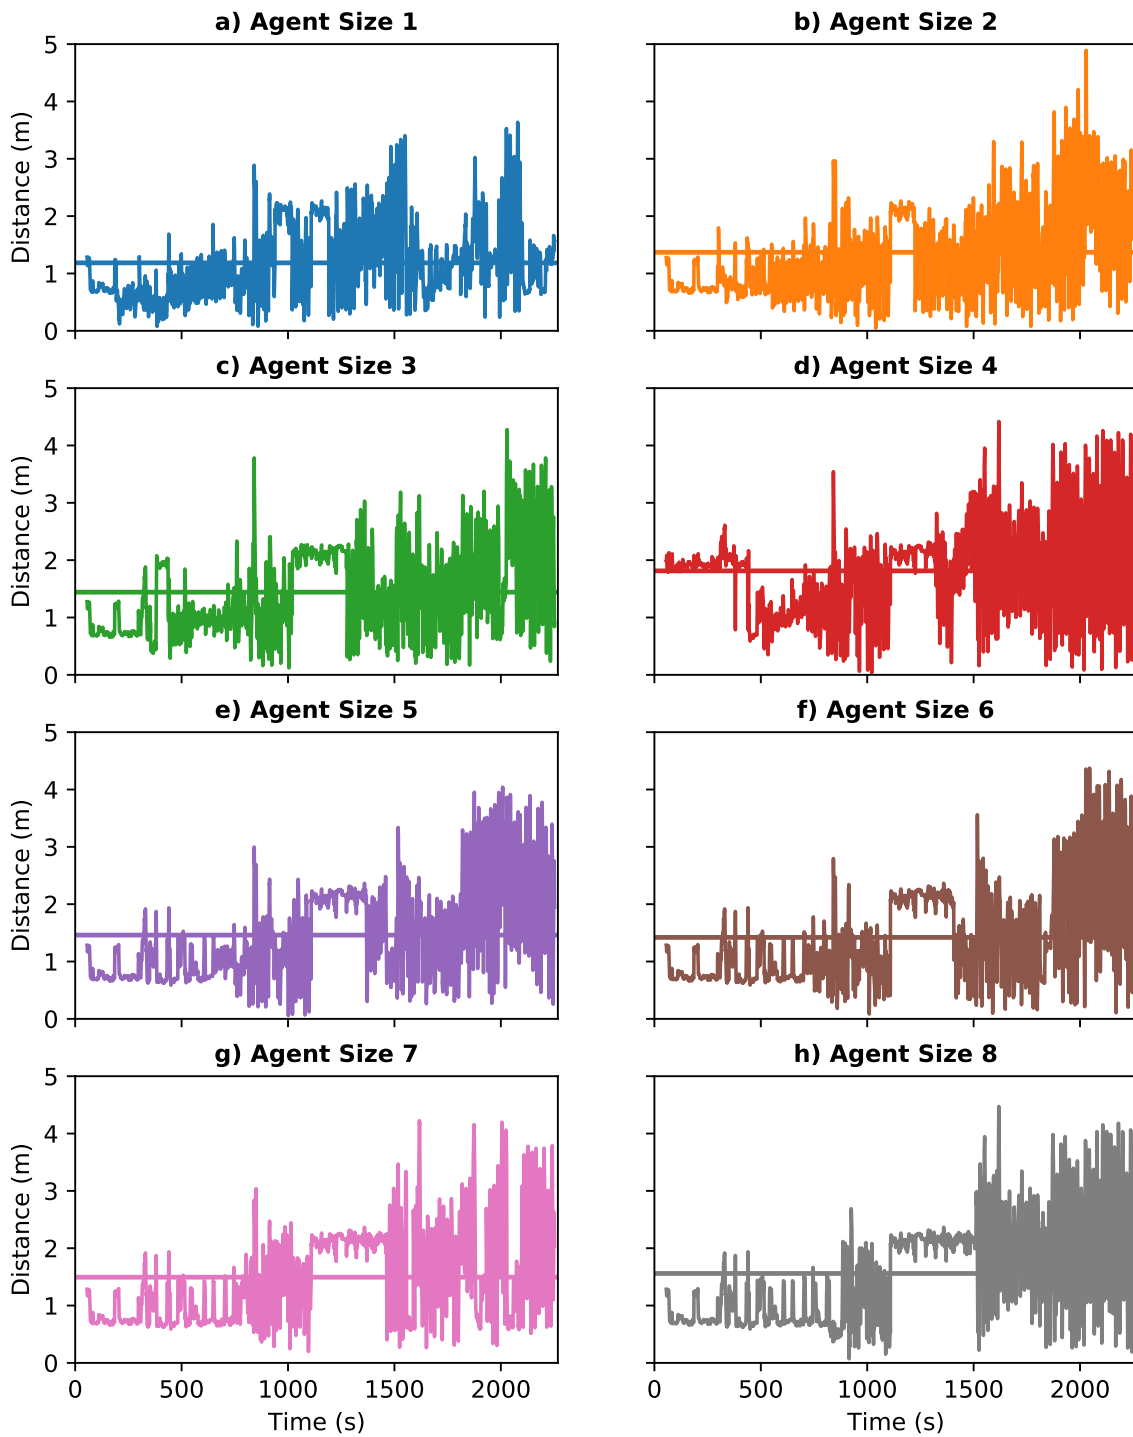 a) Agent Size 1
b) Agent Size 2
5
4
3
2
1
0
Distance (m)
c) Agent Size 3
d) Agent Size 4
5
4
3
2
1
0
Distance (m)
e) Agent Size 5
f) Agent Size 6
5
4
3
2
1
0
Distance (m)
g) Agent Size 7
h) Agent Size 8
5
4
3
2
1
0
Distance (m)
0 500 1000 1500 2000
0 500 1000 1500 2000
Time (s)
Time (s)